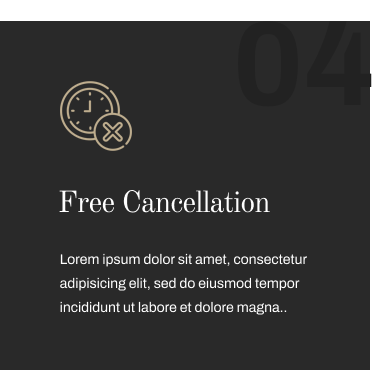 04
Free Cancellation
Lorem ipsum dolor sit amet, consectetur
adipisicing elit, sed do eiusmod tempor
incididunt ut labore et dolore magna..